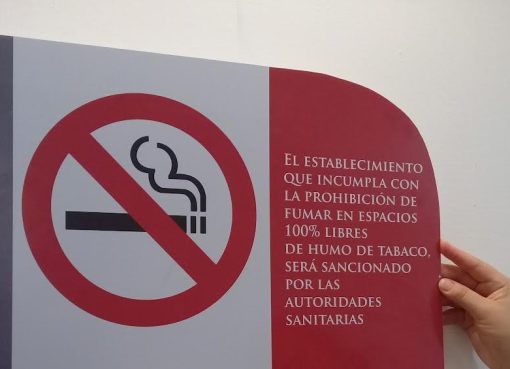 EL ESTABLECIMIENTO
QUE INCUMPLA CON
LA PROHIBICIÓN DE
FUMAR EN ESPACIOS
100% LIBRES
DE HUMO DE TABACO,
SERÁ SANCIONADO
POR LAS
AUTORIDADES
SANITARIAS